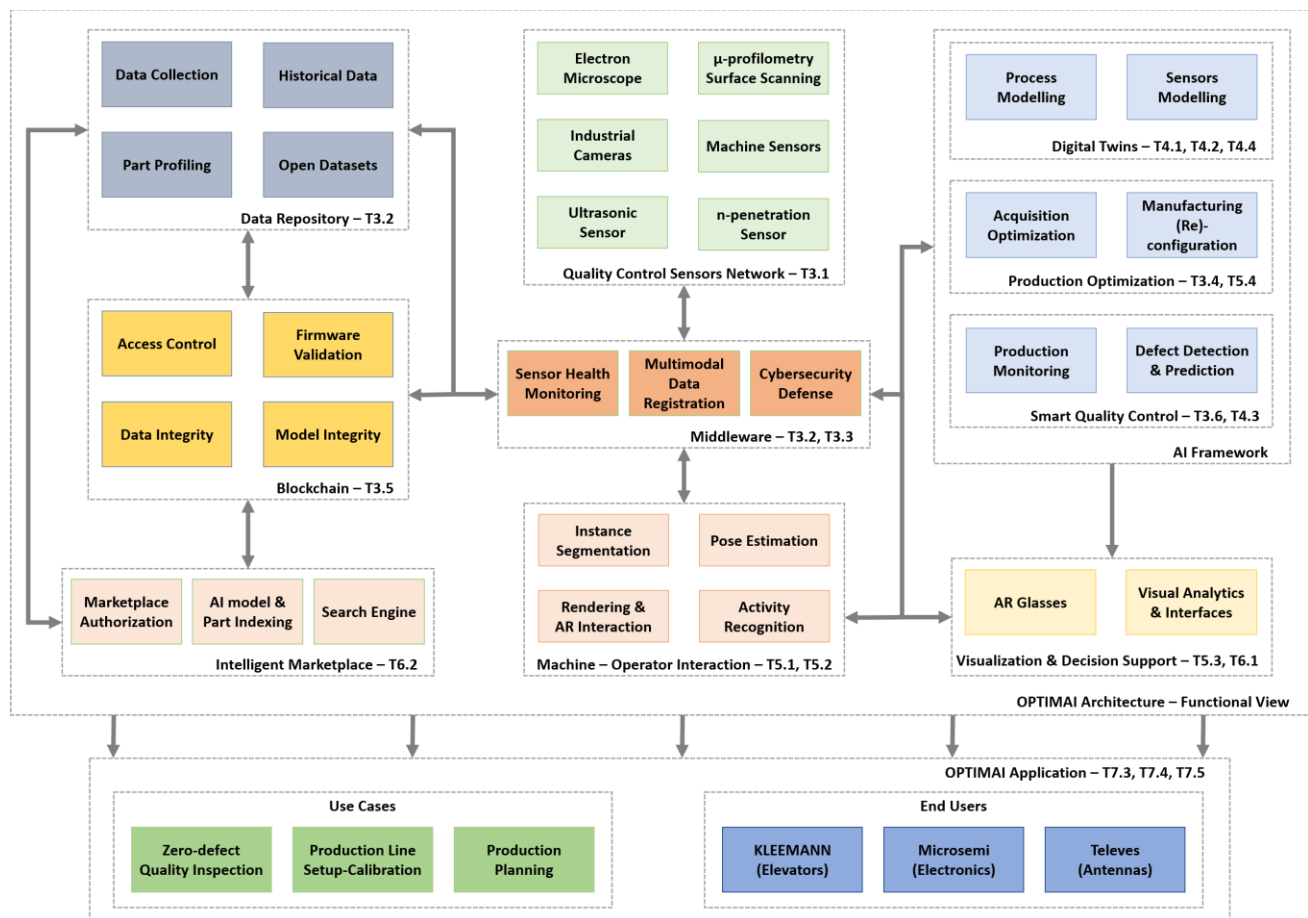 Data Collection
Historical Data
Part Profiling
Open Datasets
Data Repository – T3.2
Access Control
Firmware
Validation
Data Integrity
Model Integrity
Blockchain – T3.5
Marketplace
Authorization
AI model &
Part Indexing
Search Engine
Intelligent Marketplace – T6.2
Electron
Microscope
µ-profilometry
Surface Scanning
Industrial
Cameras
Machine Sensors
Ultrasonic
Sensor
n-penetration
Sensor
Quality Control Sensors Network – T3.1
Sensor Health
Monitoring
Multimodal
Data
Registration
Cybersecurity
Defense
Middleware – T3.2, T3.3
Instance
Segmentation
Pose Estimation
Rendering &
AR Interaction
Activity
Recognition
Machine – Operator Interaction – T5.1, T5.2
Process
Modelling
Sensors
Modelling
Digital Twins – T4.1, T4.2, T4.4
Acquisition
Optimization
Manufacturing
(Re)-
configuration
Production Optimization – T3.4, T5.4
Production
Monitoring
Defect Detection
& Prediction
Smart Quality Control – T3.6, T4.3
AI Framework
AR Glasses
Visual Analytics
& Interfaces
Visualization & Decision Support – T5.3, T6.1
OPTIMAI Architecture – Functional View
OPTIMAI Application – T7.3, T7.4, T7.5
Use Cases
Zero-defect
Quality Inspection
Production Line
Setup-Calibration
Production
Planning
End Users
KLEEMANN
(Elevators)
Microsemi
(Electronics)
Televes
(Antennas)